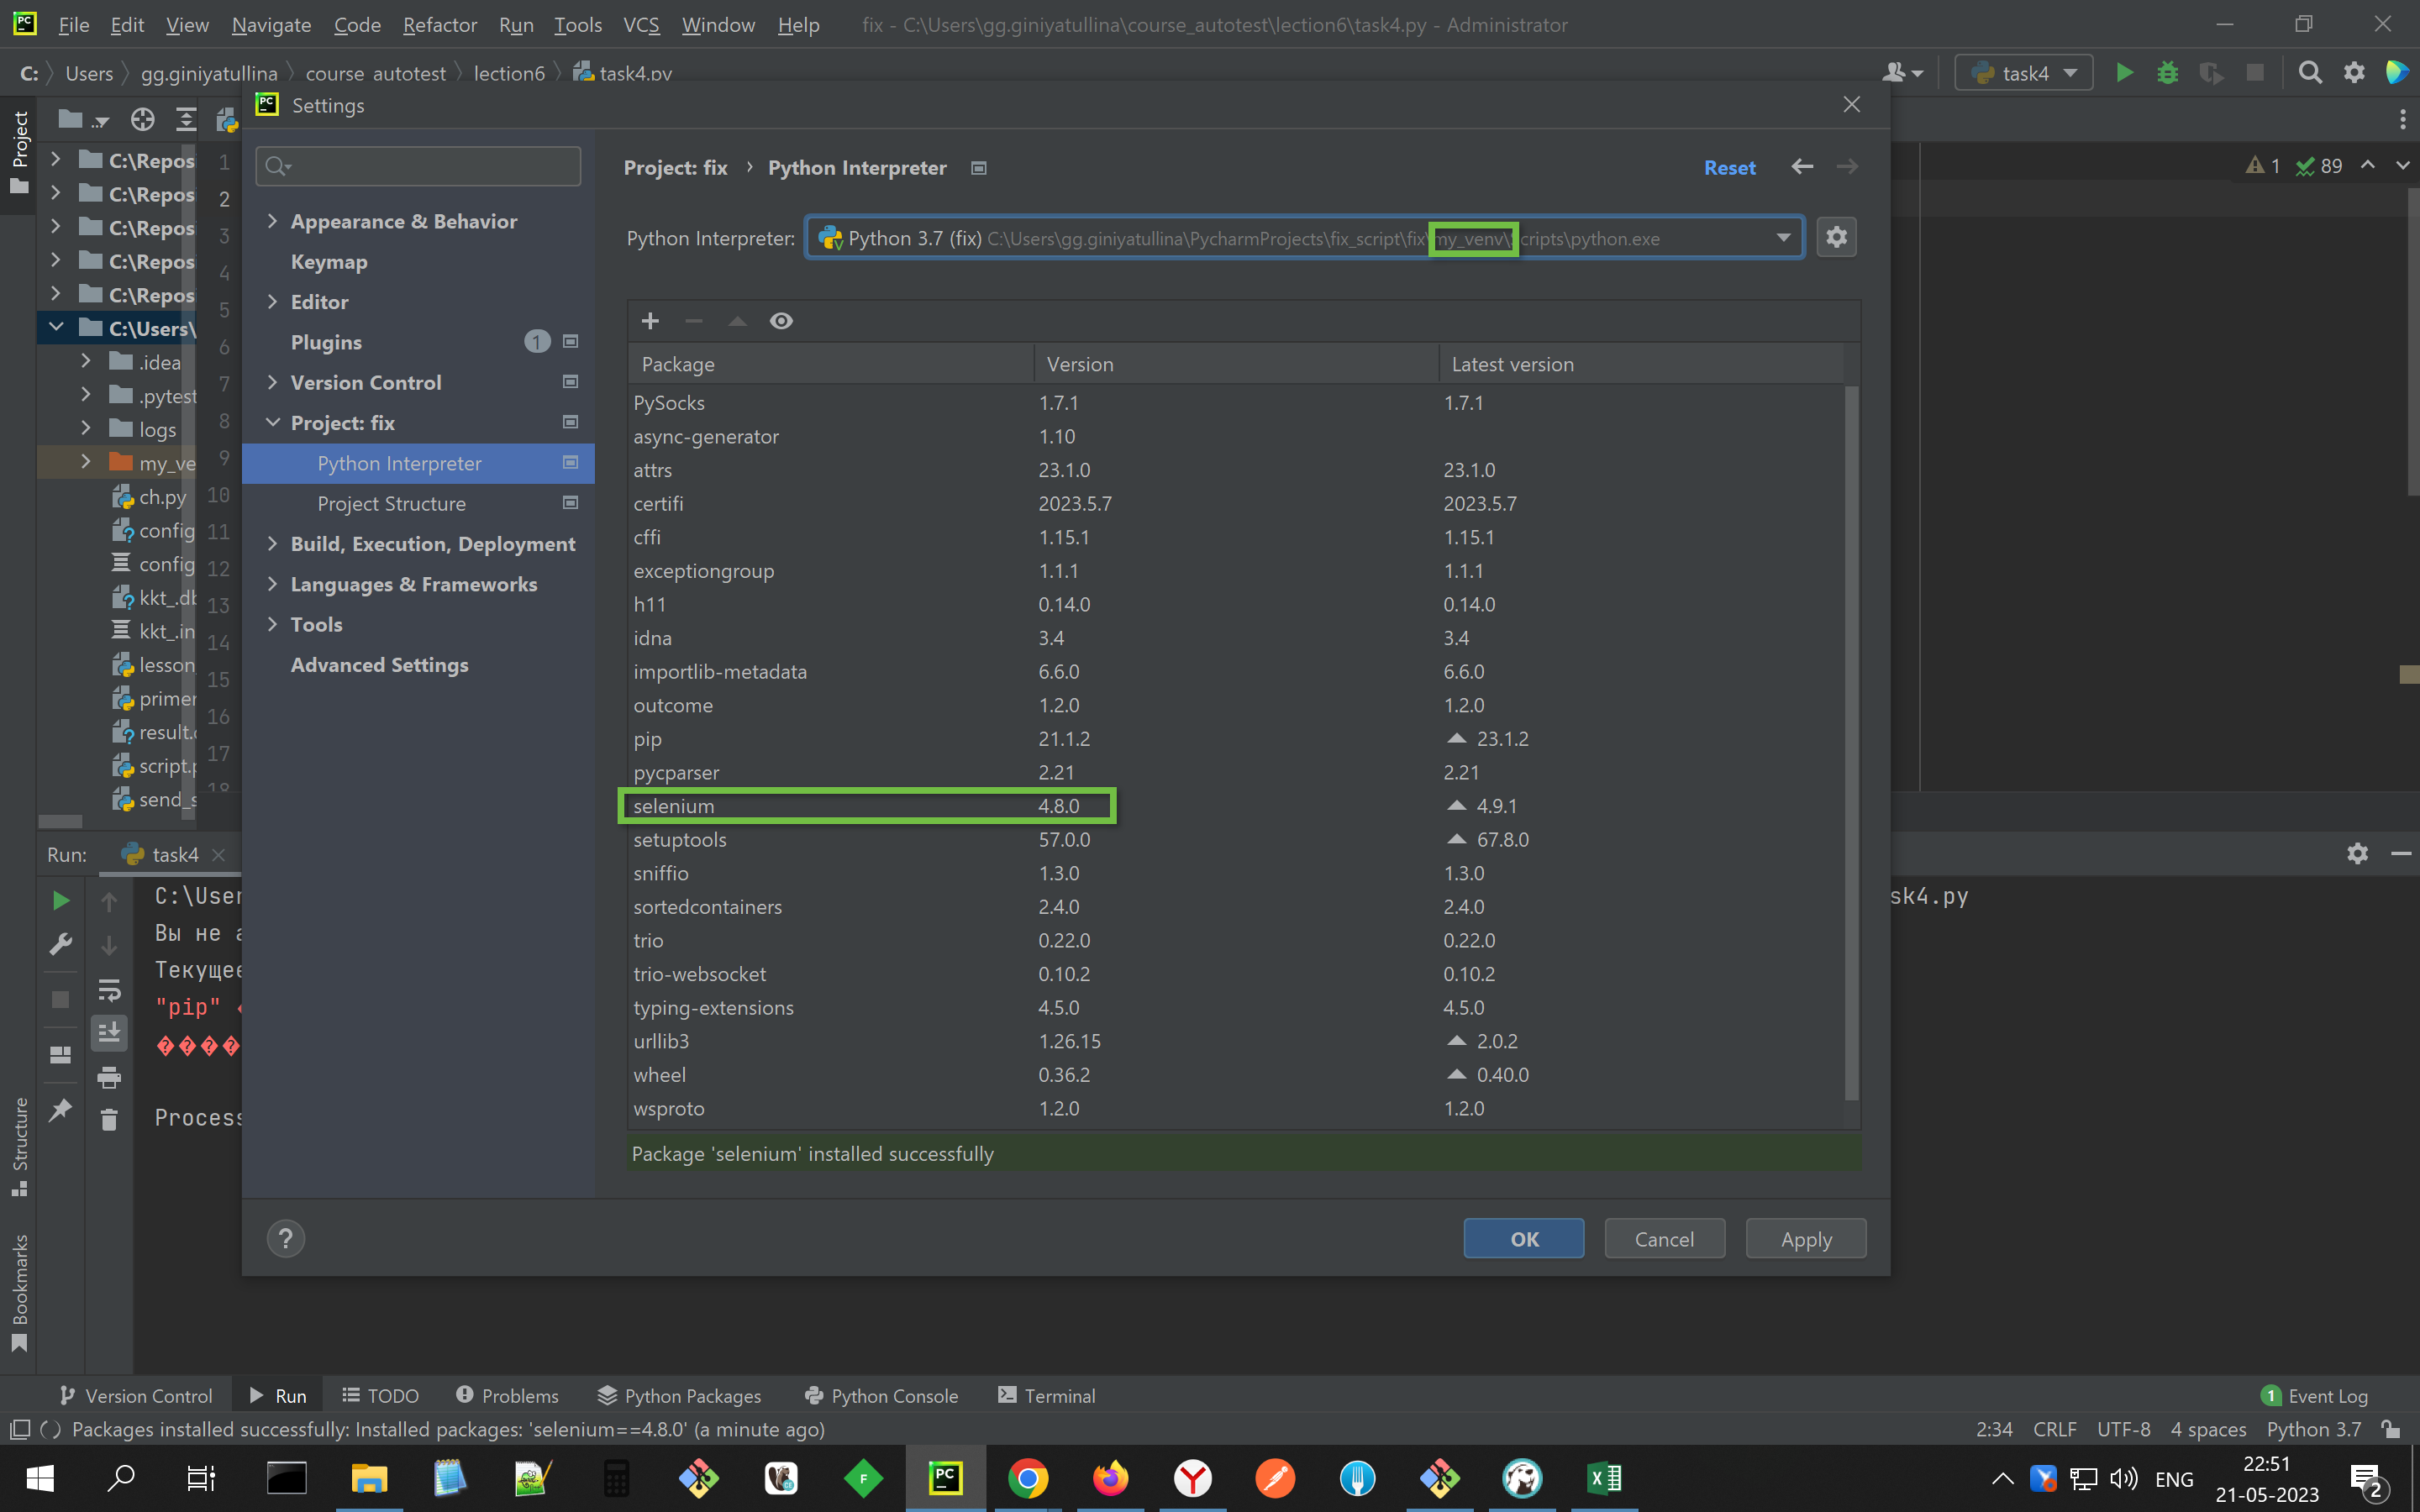 File Edit View Navigate Code Refactor Run Tools VCS Window Help fix - C:\Users\gg.giniyatullina\course_autotest\lection6\task4.py - Administrator
C: Users gg.giniyatullina course_autotest lection6 task4.py task4
Settings
Project
Project: fix › Python Interpreter Reset
1 89
Python Interpreter: Python 3.7 (fix) C:\Users\gg.giniyatullina\PycharmProjects\fix_script\fix\my_venv\Scripts\python.exe
Appearance & Behavior
Keymap
Editor
Plugins 1
Version Control
Project: fix
Python Interpreter
Project Structure
Build, Execution, Deployment
Languages & Frameworks
Tools
Advanced Settings
C:\Repos 1
C:\Repos 2
C:\Repos 3
C:\Repos 4
C:\Repos 5
C:\Users\ 6
.idea 7
.pytest 8
logs 9
my_ve 10
ch.py 11
config 12
config 13
kkt_.db 14
kkt_.in 15
lesson 16
primer 17
result. 18
script.p
send_s
Package Version Latest version
PySocks 1.7.1 1.7.1
async-generator 1.10
attrs 23.1.0 23.1.0
certifi 2023.5.7 2023.5.7
cffi 1.15.1 1.15.1
exceptiongroup 1.1.1 1.1.1
h11 0.14.0 0.14.0
idna 3.4 3.4
importlib-metadata 6.6.0 6.6.0
outcome 1.2.0 1.2.0
pip 21.1.2 23.1.2
pycparser 2.21 2.21
selenium 4.8.0 4.9.1
setuptools 57.0.0 67.8.0
sniffio 1.3.0 1.3.0
sortedcontainers 2.4.0 2.4.0
trio 0.22.0 0.22.0
trio-websocket 0.10.2 0.10.2
typing-extensions 4.5.0 4.5.0
urllib3 1.26.15 2.0.2
wheel 0.36.2 0.40.0
wsproto 1.2.0 1.2.0
Package 'selenium' installed successfully
? OK Cancel Apply
Run: task4
C:\User sk4.py
Вы не а
Текущее
"pip"
Process
Structure
Bookmarks
Version Control Run TODO Problems Python Packages Python Console Terminal 1 Event Log
Packages installed successfully: Installed packages: 'selenium==4.8.0' (a minute ago) 2:34 CRLF UTF-8 4 spaces Python 3.7
ENG 22:51
21-05-2023 2